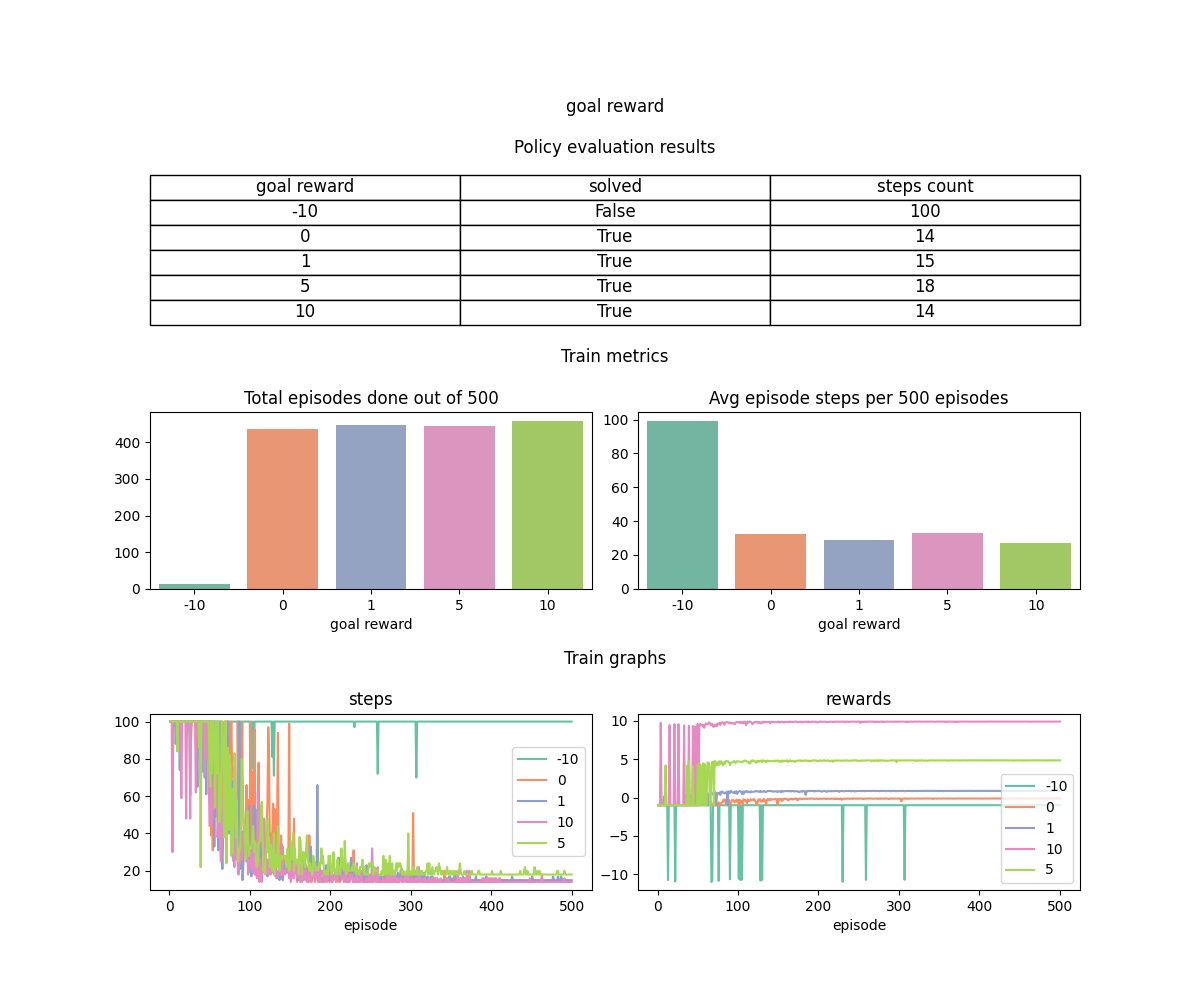 goal reward
Policy evaluation results
goal reward solved steps count
-10 False 100
0 True 14
1 True 15
5 True 18
10 True 14
Train metrics
Total episodes done out of 500
400
300
200
100
0
-10 0 1 5 10
goal reward
Avg episode steps per 500 episodes
100
80
60
40
20
0
-10 0 1 5 10
goal reward
Train graphs
steps
100
80
60
40
20
-10
0
1
10
5
0 100 200 300 400 500
episode
rewards
10
5
0
−5
−10
-10
0
1
10
5
0 100 200 300 400 500
episode